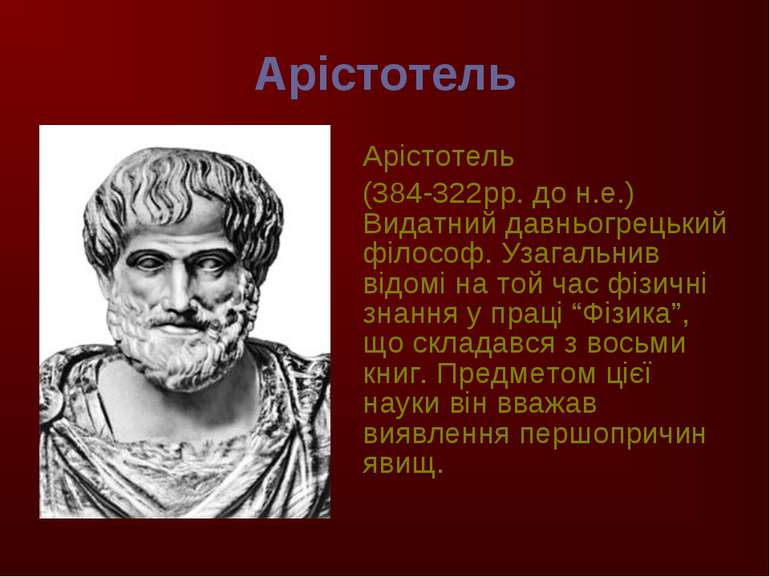 Арістотель
Арістотель
(384-322рр. до н.е.)
Видатний давньогрецький
філософ. Узагальнив
відомі на той час фізичні
знання у праці “Фізика”,
що складався з восьми
книг. Предметом цієї
науки він вважав
виявлення першопричин
явищ.